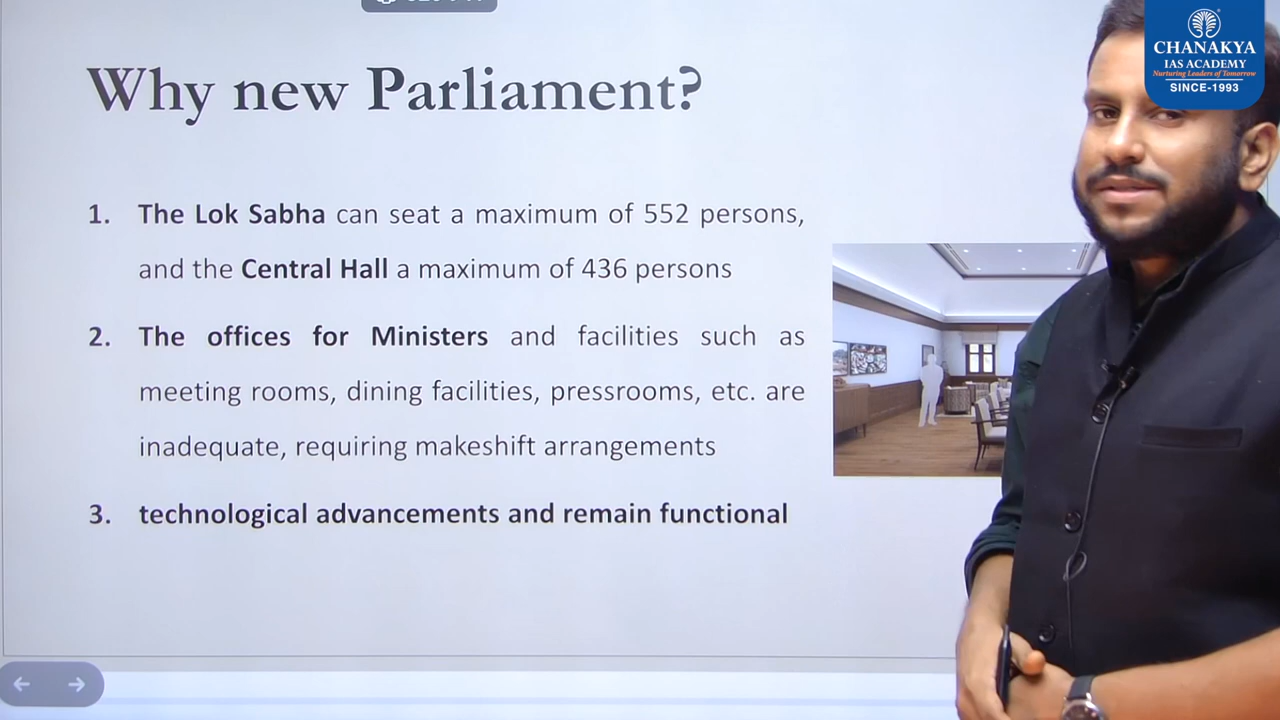 CHANAKYA
IAS ACADEMY
Nurturing Leaders of Tomorrow
SINCE-1993
Why new Parliament?
1. The Lok Sabha can seat a maximum of 552 persons,
and the Central Hall a maximum of 436 persons
2. The offices for Ministers and facilities such as
meeting rooms, dining facilities, pressrooms, etc. are
inadequate, requiring makeshift arrangements
3. technological advancements and remain functional